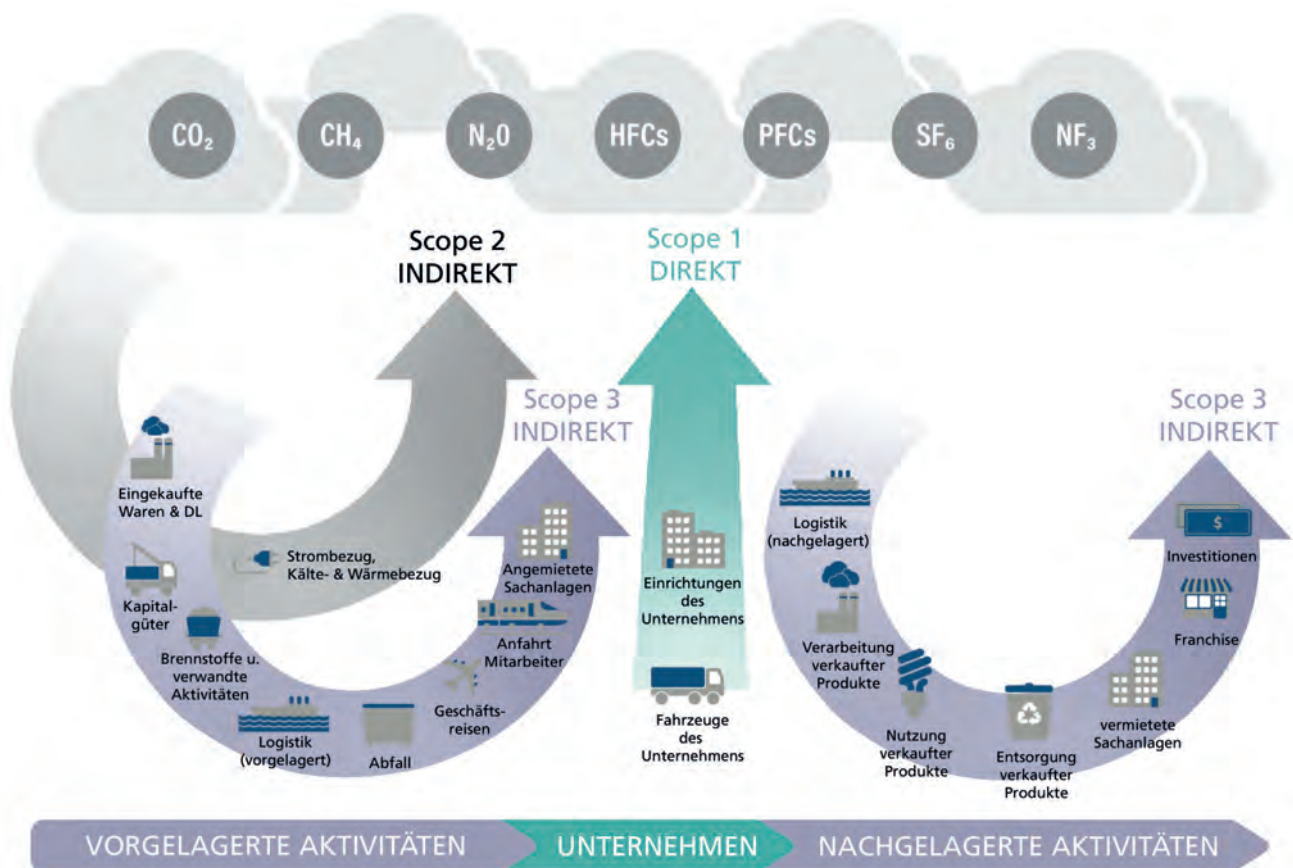 CO₂
CH₄
N₂0
HFCs
PFCs
SF₆
NF₃
Scope 2
INDIREKT
Scope 1
DIREKT
Scope 3
INDIREKT
Scope 3
INDIREKT
Eingekaufte
Waren & DL
Kapital-
güter
Brennstoffe u.
verwandte
Aktivitäten
Logistik
(vorgelagert)
Abfall
Geschäfts-
reisen
Anfahrt
Mitarbeiter
Angemietete
Sachanlagen
Strombezug,
Kälte- & Wärmebezug
Einrichtungen
des
Unternehmens
Fahrzeuge
des
Unternehmens
Logistik
(nachgelagert)
Verarbeitung
verkaufter
Produkte
Nutzung
verkaufter
Produkte
Entsorgung
verkaufter
Produkte
vermietete
Sachanlagen
Franchise
$
Investitionen
VORGELAGERTE AKTIVITÄTEN
UNTERNEHMEN
NACHGELAGERTE AKTIVITÄTEN